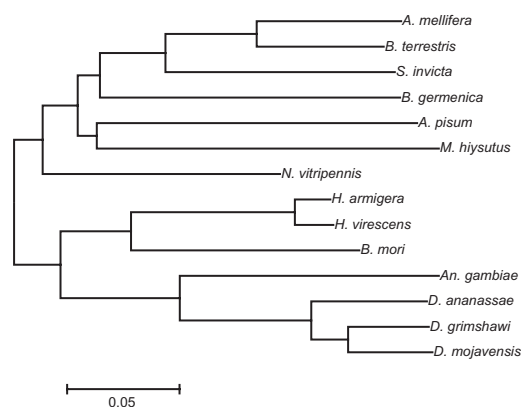 A. mellifera
B. terrestris
S. invicta
B. germenica
A. pisum
M. hiysutus
N. vitripennis
H. armigera
H. virescens
B. mori
An. gambiae
D. ananassae
D. grimshawi
D. mojavensis
0.05